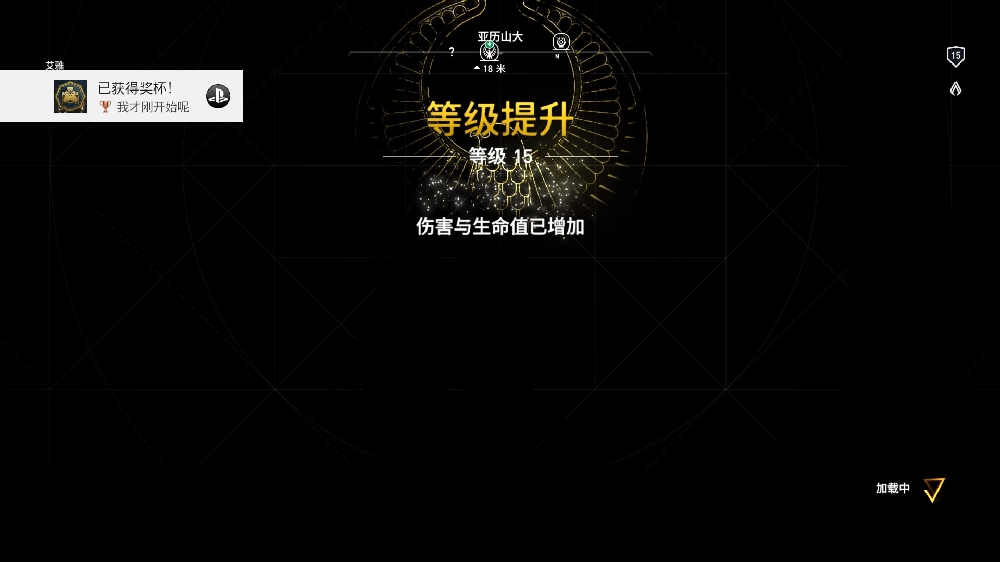 亚历山大
?
N
18 米
15
艾雅
已获得奖杯!
我才刚开始呢
等级提升
等级 15
伤害与生命值已增加
加载中